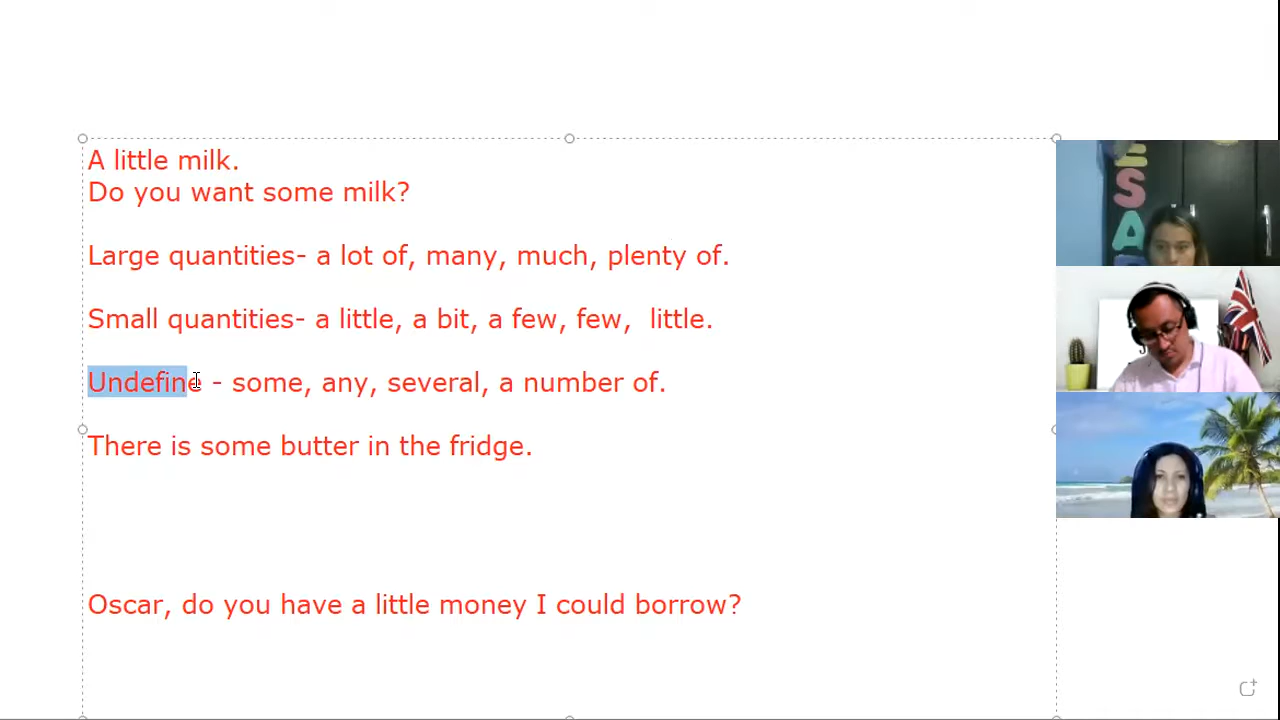 A little milk.
Do you want some milk?
Large quantities- a lot of, many, much, plenty of.
Small quantities- a little, a bit, a few, few, little.
Undefine - some, any, several, a number of.
There is some butter in the fridge.
Oscar, do you have a little money I could borrow?
E
S
A